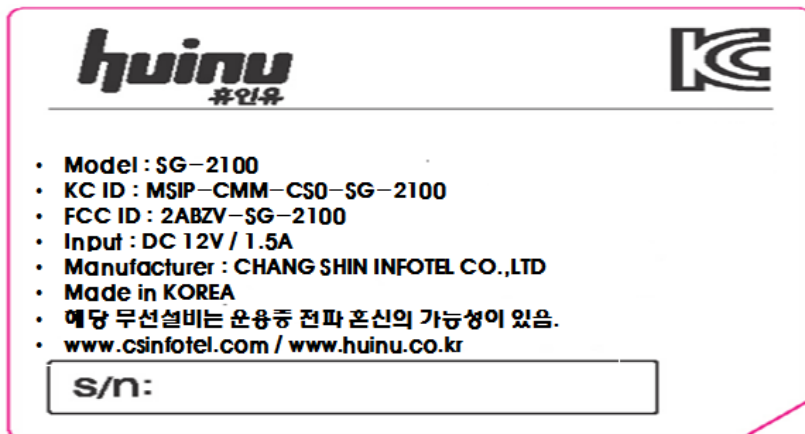 huinu
휴인유
KC
• Model : SG-2100
• KC ID : MSIP-CMM-CS0-SG-2100
• FCC ID : 2ABZV-SG-2100
• Input : DC 12V / 1.5A
• Manufacturer : CHANG SHIN INFOTEL CO.,LTD
• Made in KOREA
• 해당 무선설비는 운용중 전파 혼신의 가능성이 있음.
• www.csinfotel.com / www.huinu.co.kr
s/n: